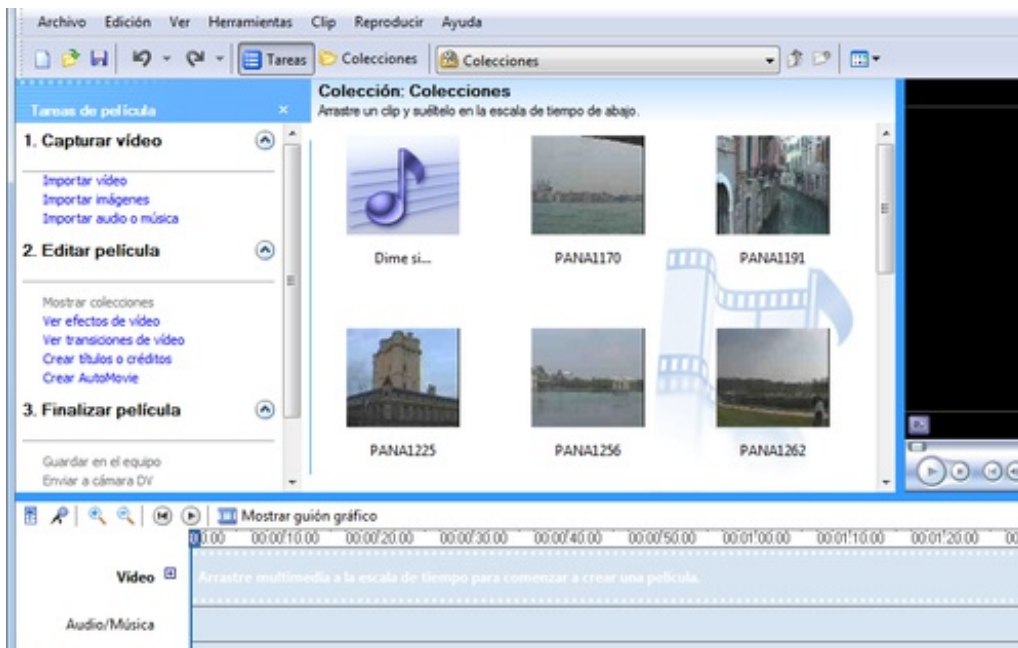 Archivo Edición Ver Herramientas Clip Reproducir Ayuda
Tareas Colecciones Colecciones
Tareas de película
Colección: Colecciones
Arrastre un clip y suéltelo en la escala de tiempo de abajo.
1. Capturar vídeo
Importar vídeo
Importar imágenes
Importar audio o música
2. Editar película
Mostrar colecciones
Ver efectos de vídeo
Ver transiciones de vídeo
Crear títulos o créditos
Crear AutoMovie
3. Finalizar película
Guardar en el equipo
Enviar a cámara DV
Dime si... PANA1170 PANA1191
PANA1225 PANA1256 PANA1262
Mostrar guión gráfico
00:00/10.00 00:00/20.00 00:00/30.00 00:00/40.00 00:00/50.00 00:01/00.00 00:01/10.00 00:01/20.00
Vídeo Arrastre multimedia a la escala de tiempo para comenzar a crear una película.
Audio/Música